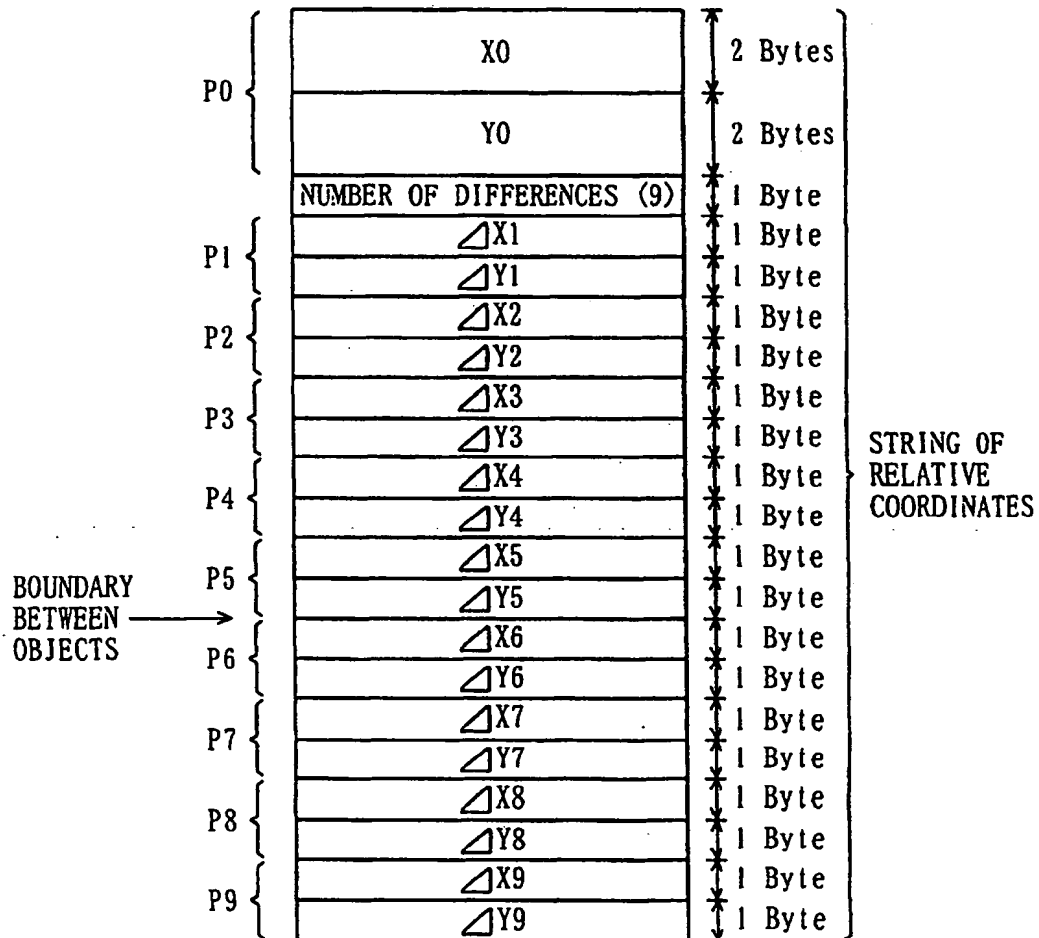 P0
X0
2 Bytes
Y0
2 Bytes
NUMBER OF DIFFERENCES (9)
1 Byte
P1
⊿X1
1 Byte
⊿Y1
1 Byte
P2
⊿X2
1 Byte
⊿Y2
1 Byte
P3
⊿X3
1 Byte
⊿Y3
1 Byte
P4
⊿X4
1 Byte
⊿Y4
1 Byte
STRING OF
RELATIVE
COORDINATES
P5
⊿X5
1 Byte
⊿Y5
1 Byte
BOUNDARY
BETWEEN
OBJECTS
P6
⊿X6
1 Byte
⊿Y6
1 Byte
P7
⊿X7
1 Byte
⊿Y7
1 Byte
P8
⊿X8
1 Byte
⊿Y8
1 Byte
P9
⊿X9
1 Byte
⊿Y9
1 Byte